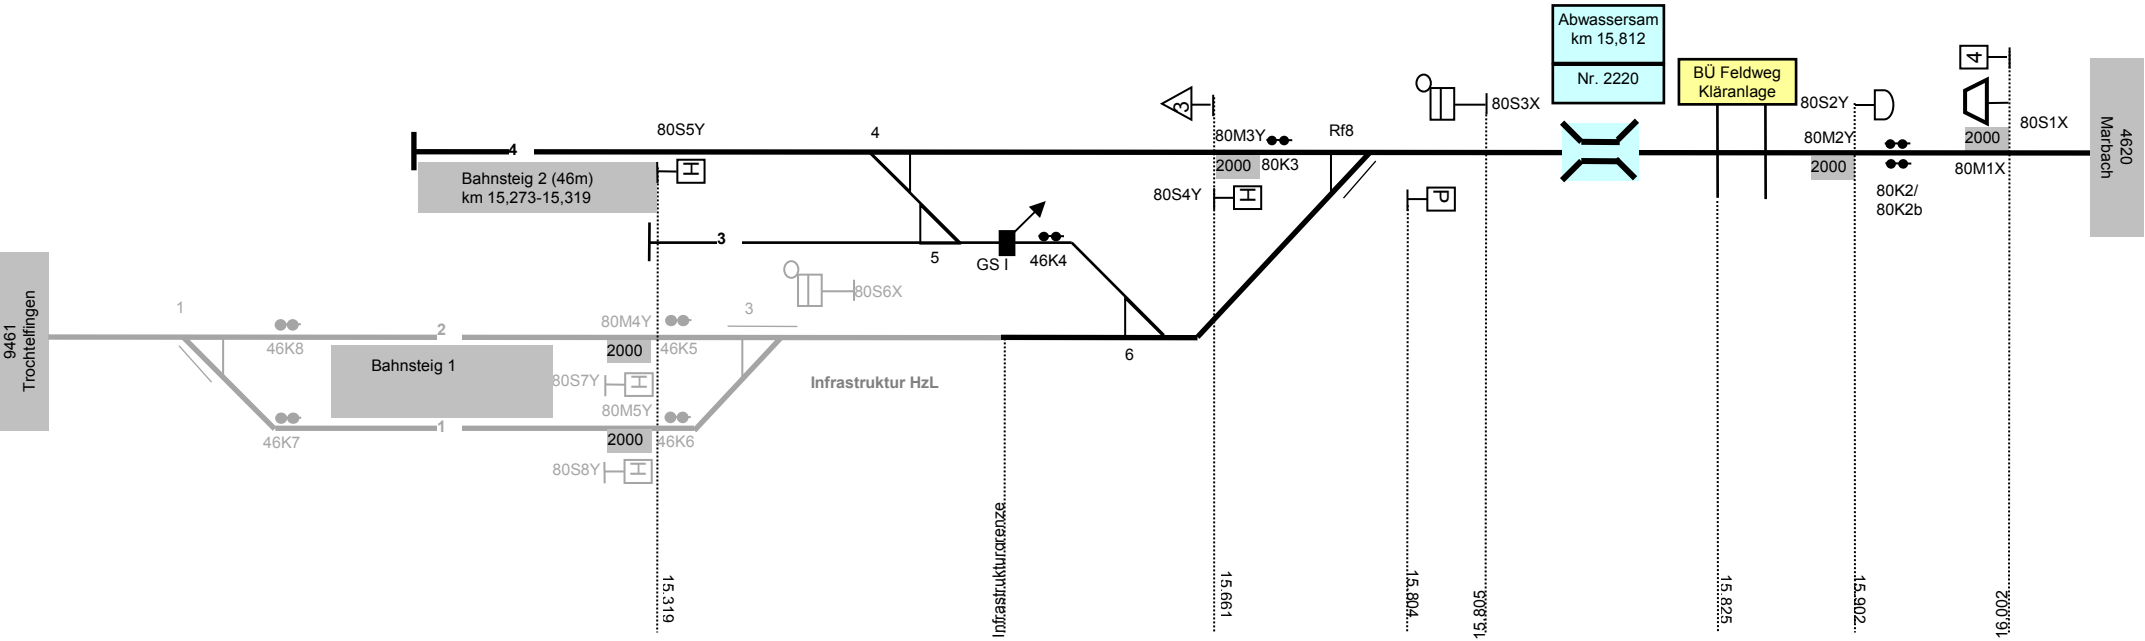 Abwassersam
km 15,812
Nr. 2220
BÜ Feldweg
Kläranlage
4
80S1X
2000
80M1X
4620
Marbach
80S2Y
80M2Y
2000
80K2/
80K2b
80S3X
3
80M3Y
2000
80K3
Rf8
80S4Y
H
P
80S5Y
H
4
4
Bahnsteig 2 (46m)
km 15,273-15,319
3
5
GS I
46K4
80S6X
3
6
9461
Trochtelfingen
1
46K8
2
80M4Y
2000
46K5
Bahnsteig 1
80S7Y
H
80M5Y
Infrastruktur HzL
46K7
1
2000
46K6
80S8Y
H
15.319
Infrastrukturgrenze
15.661
15.804
15.805
15.825
15.902
16.002